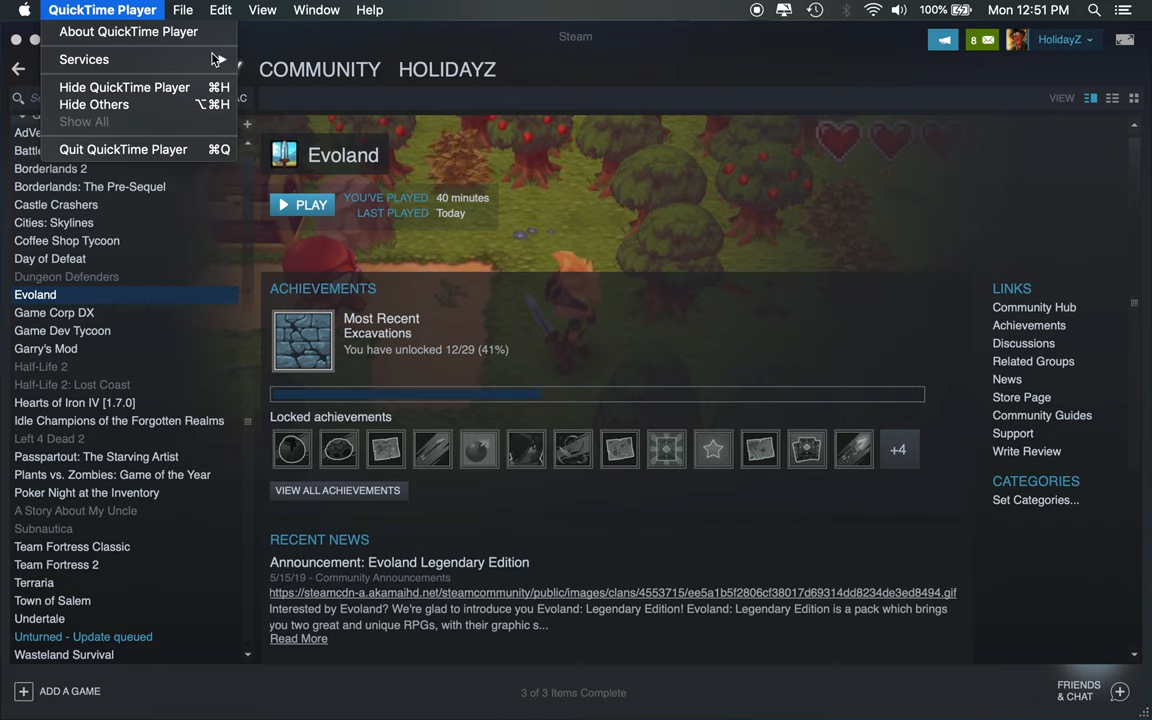 QuickTime Player File Edit View Window Help 100% Mon 12:51 PM
About QuickTime Player
Services
Hide QuickTime Player ⌘H
Hide Others ⌥⌘H
Show All
Quit QuickTime Player ⌘Q
Steam
8 HolidayZ
COMMUNITY HOLIDAYZ
VIEW
Borderlands 2
Borderlands: The Pre-Sequel
Castle Crashers
Cities: Skylines
Coffee Shop Tycoon
Day of Defeat
Dungeon Defenders
Evoland
Game Corp DX
Game Dev Tycoon
Garry's Mod
Half-Life 2
Half-Life 2: Lost Coast
Hearts of Iron IV [1.7.0]
Idle Champions of the Forgotten Realms
Left 4 Dead 2
Passpartout: The Starving Artist
Plants vs. Zombies: Game of the Year
Poker Night at the Inventory
A Story About My Uncle
Subnautica
Team Fortress Classic
Team Fortress 2
Terraria
Town of Salem
Undertale
Unturned - Update queued
Wasteland Survival
Evoland
PLAY
YOU'VE PLAYED 40 minutes
LAST PLAYED Today
ACHIEVEMENTS
Most Recent
Excavations
You have unlocked 12/29 (41%)
Locked achievements
+4
VIEW ALL ACHIEVEMENTS
RECENT NEWS
Announcement: Evoland Legendary Edition
5/15/19 - Community Announcements
https://steamcdn-a.akamaihd.net/steamcommunity/public/images/clans/4553715/ee5a1b5f2806cf38017d69314dd8234de3ed8494.gif
Interested by Evoland? We're glad to introduce you Evoland: Legendary Edition! Evoland: Legendary Edition is a pack which brings
you two great and unique RPGs, with their graphic s...
Read More
LINKS
Community Hub
Achievements
Discussions
Related Groups
News
Store Page
Community Guides
Support
Write Review
CATEGORIES
Set Categories...
ADD A GAME
3 of 3 Items Complete
FRIENDS
& CHAT